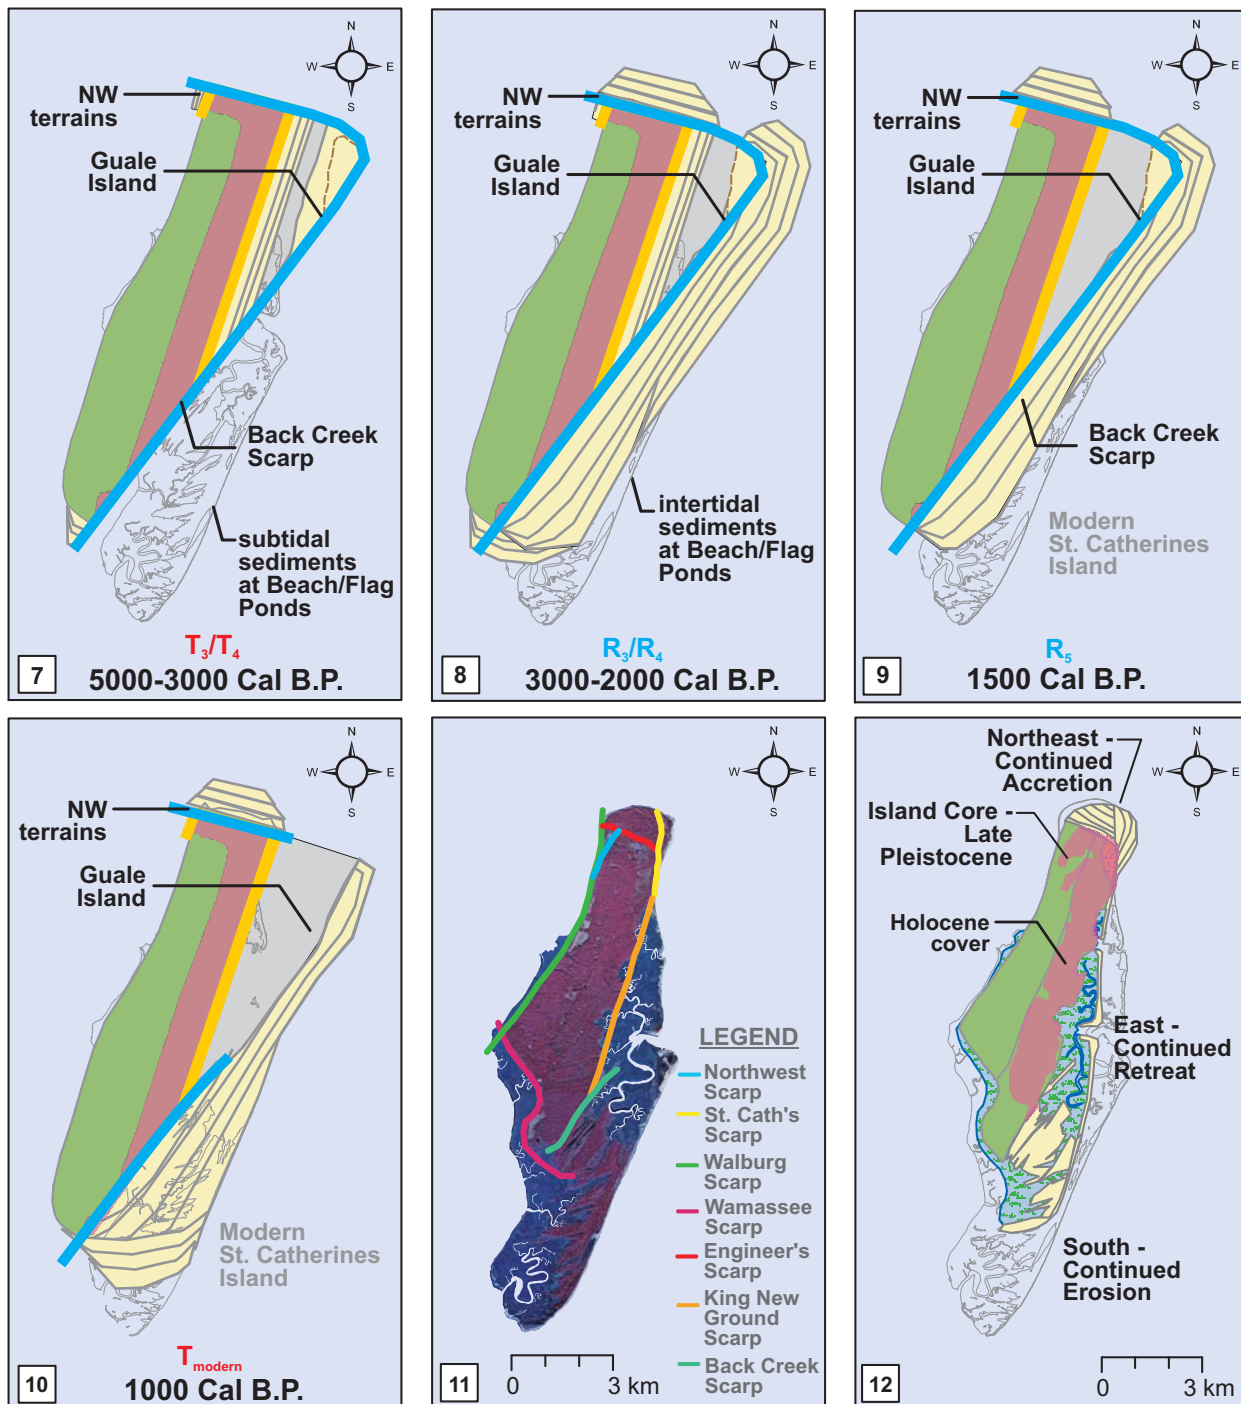 N
W E
S
NW
terrains
Guale
Island
Back Creek
Scarp
subtidal
sediments
at Beach/Flag
Ponds
T3/T4
7
5000-3000 Cal B.P.
N
W E
S
NW
terrains
Guale
Island
intertidal
sediments
at Beach/Flag
Ponds
R3/R4
8
3000-2000 Cal B.P.
N
W E
S
NW
terrains
Guale
Island
Back Creek
Scarp
Modern
St. Catherines
Island
R5
9
1500 Cal B.P.
N
W E
S
NW
terrains
Guale
Island
Modern
St. Catherines
Island
Tmodern
10
1000 Cal B.P.
N
W E
S
LEGEND
Northwest
Scarp
St. Cath's
Scarp
Walburg
Scarp
Wamassee
Scarp
Engineer's
Scarp
King New
Ground
Scarp
Back Creek
Scarp
11
0 3 km
Northeast -
Continued
Accretion
N
W E
S
Island Core -
Late
Pleistocene
Holocene
cover
East -
Continued
Retreat
South -
Continued
Erosion
12
0 3 km